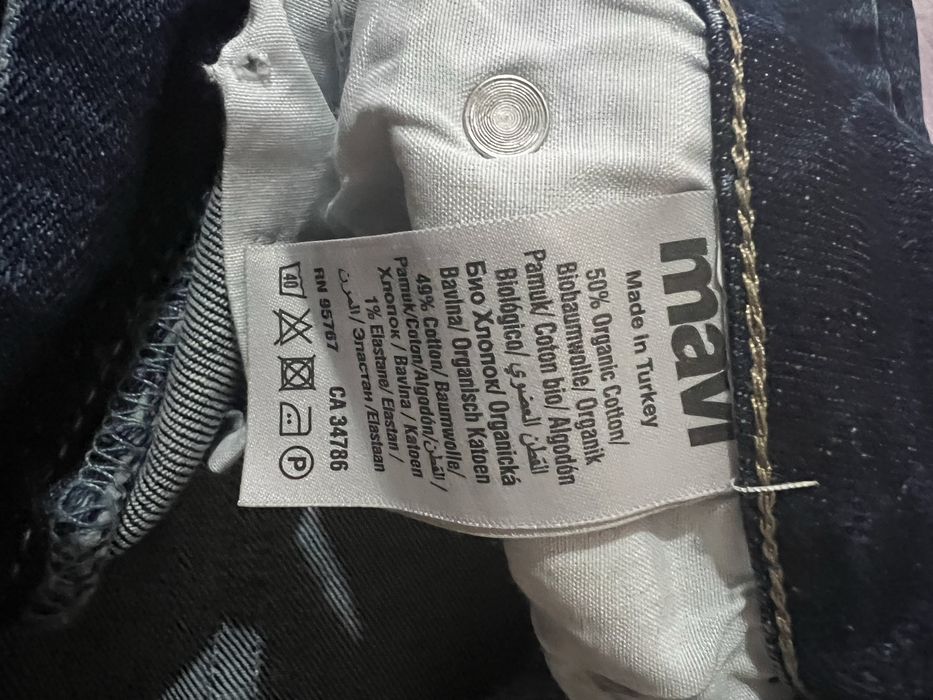 mavi
Made In Turkey
50% Organic Cotton/
Biobaumwolle/ Organik
Pamuk/ Coton bio/ Algodón
Biológico/ القطن العضوي /
Био Хлопок/ Organická
Bavlna/ Organisch Katoen
49% Cotton/ Baumwolle/
Pamuk/Coton/Algodón/القطن /
Хлопок / Bavlna / Katoen
1% Elastane/ Elastan /
المرن / Эластан /Elastaan
RN 95767 CA 34786
40 P